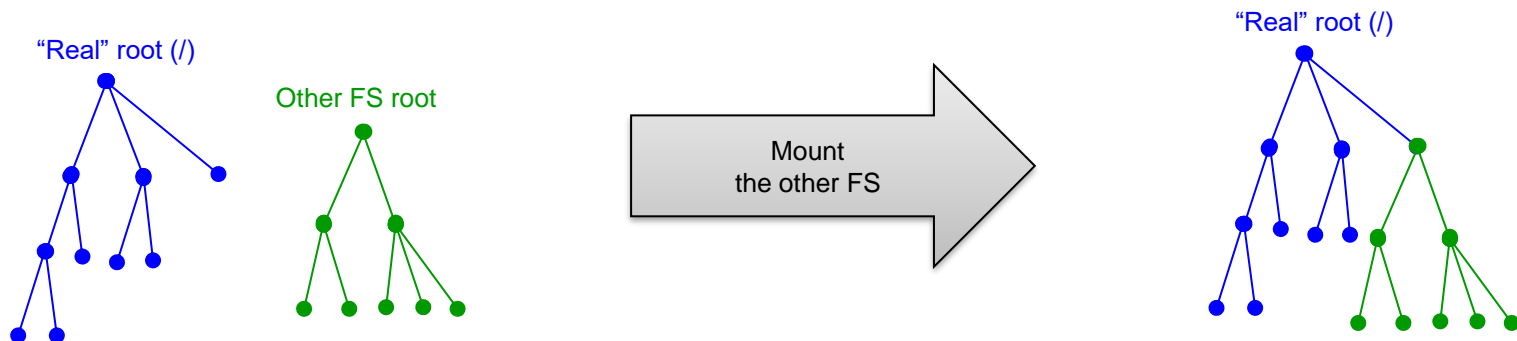 “Real” root (/)
Other FS root
Mount
the other FS
“Real” root (/)